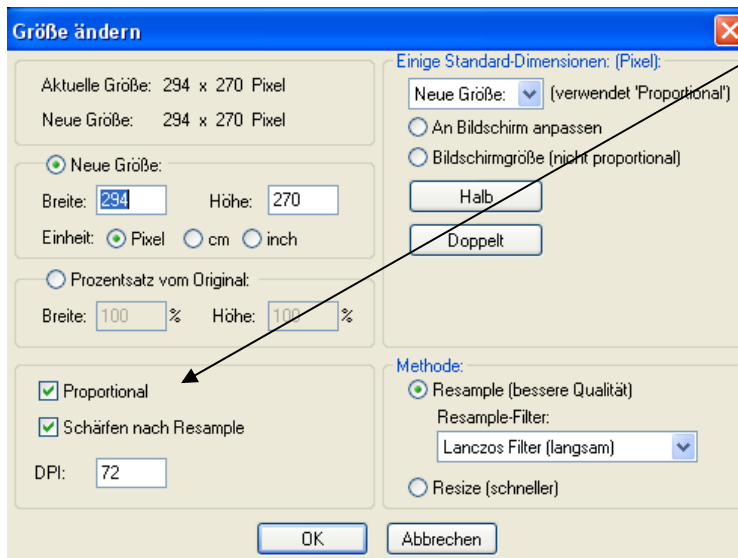 Größe ändern
Aktuelle Größe: 294 x 270 Pixel
Neue Größe: 294 x 270 Pixel
Neue Größe:
Breite: 294 Höhe: 270
Einheit: Pixel cm inch
Prozentsatz vom Original:
Breite: 100 % Höhe: 100 %
Proportional
Schärfen nach Resample
DPI: 72
Einige Standard-Dimensionen: (Pixel):
Neue Größe: (verwendet 'Proportional')
An Bildschirm anpassen
Bildschirmgröße (nicht proportional)
Halb
Doppelt
Methode:
Resample (bessere Qualität)
Resample-Filter:
Lanczos Filter (langsam)
Resize (schneller)
OK Abbrechen